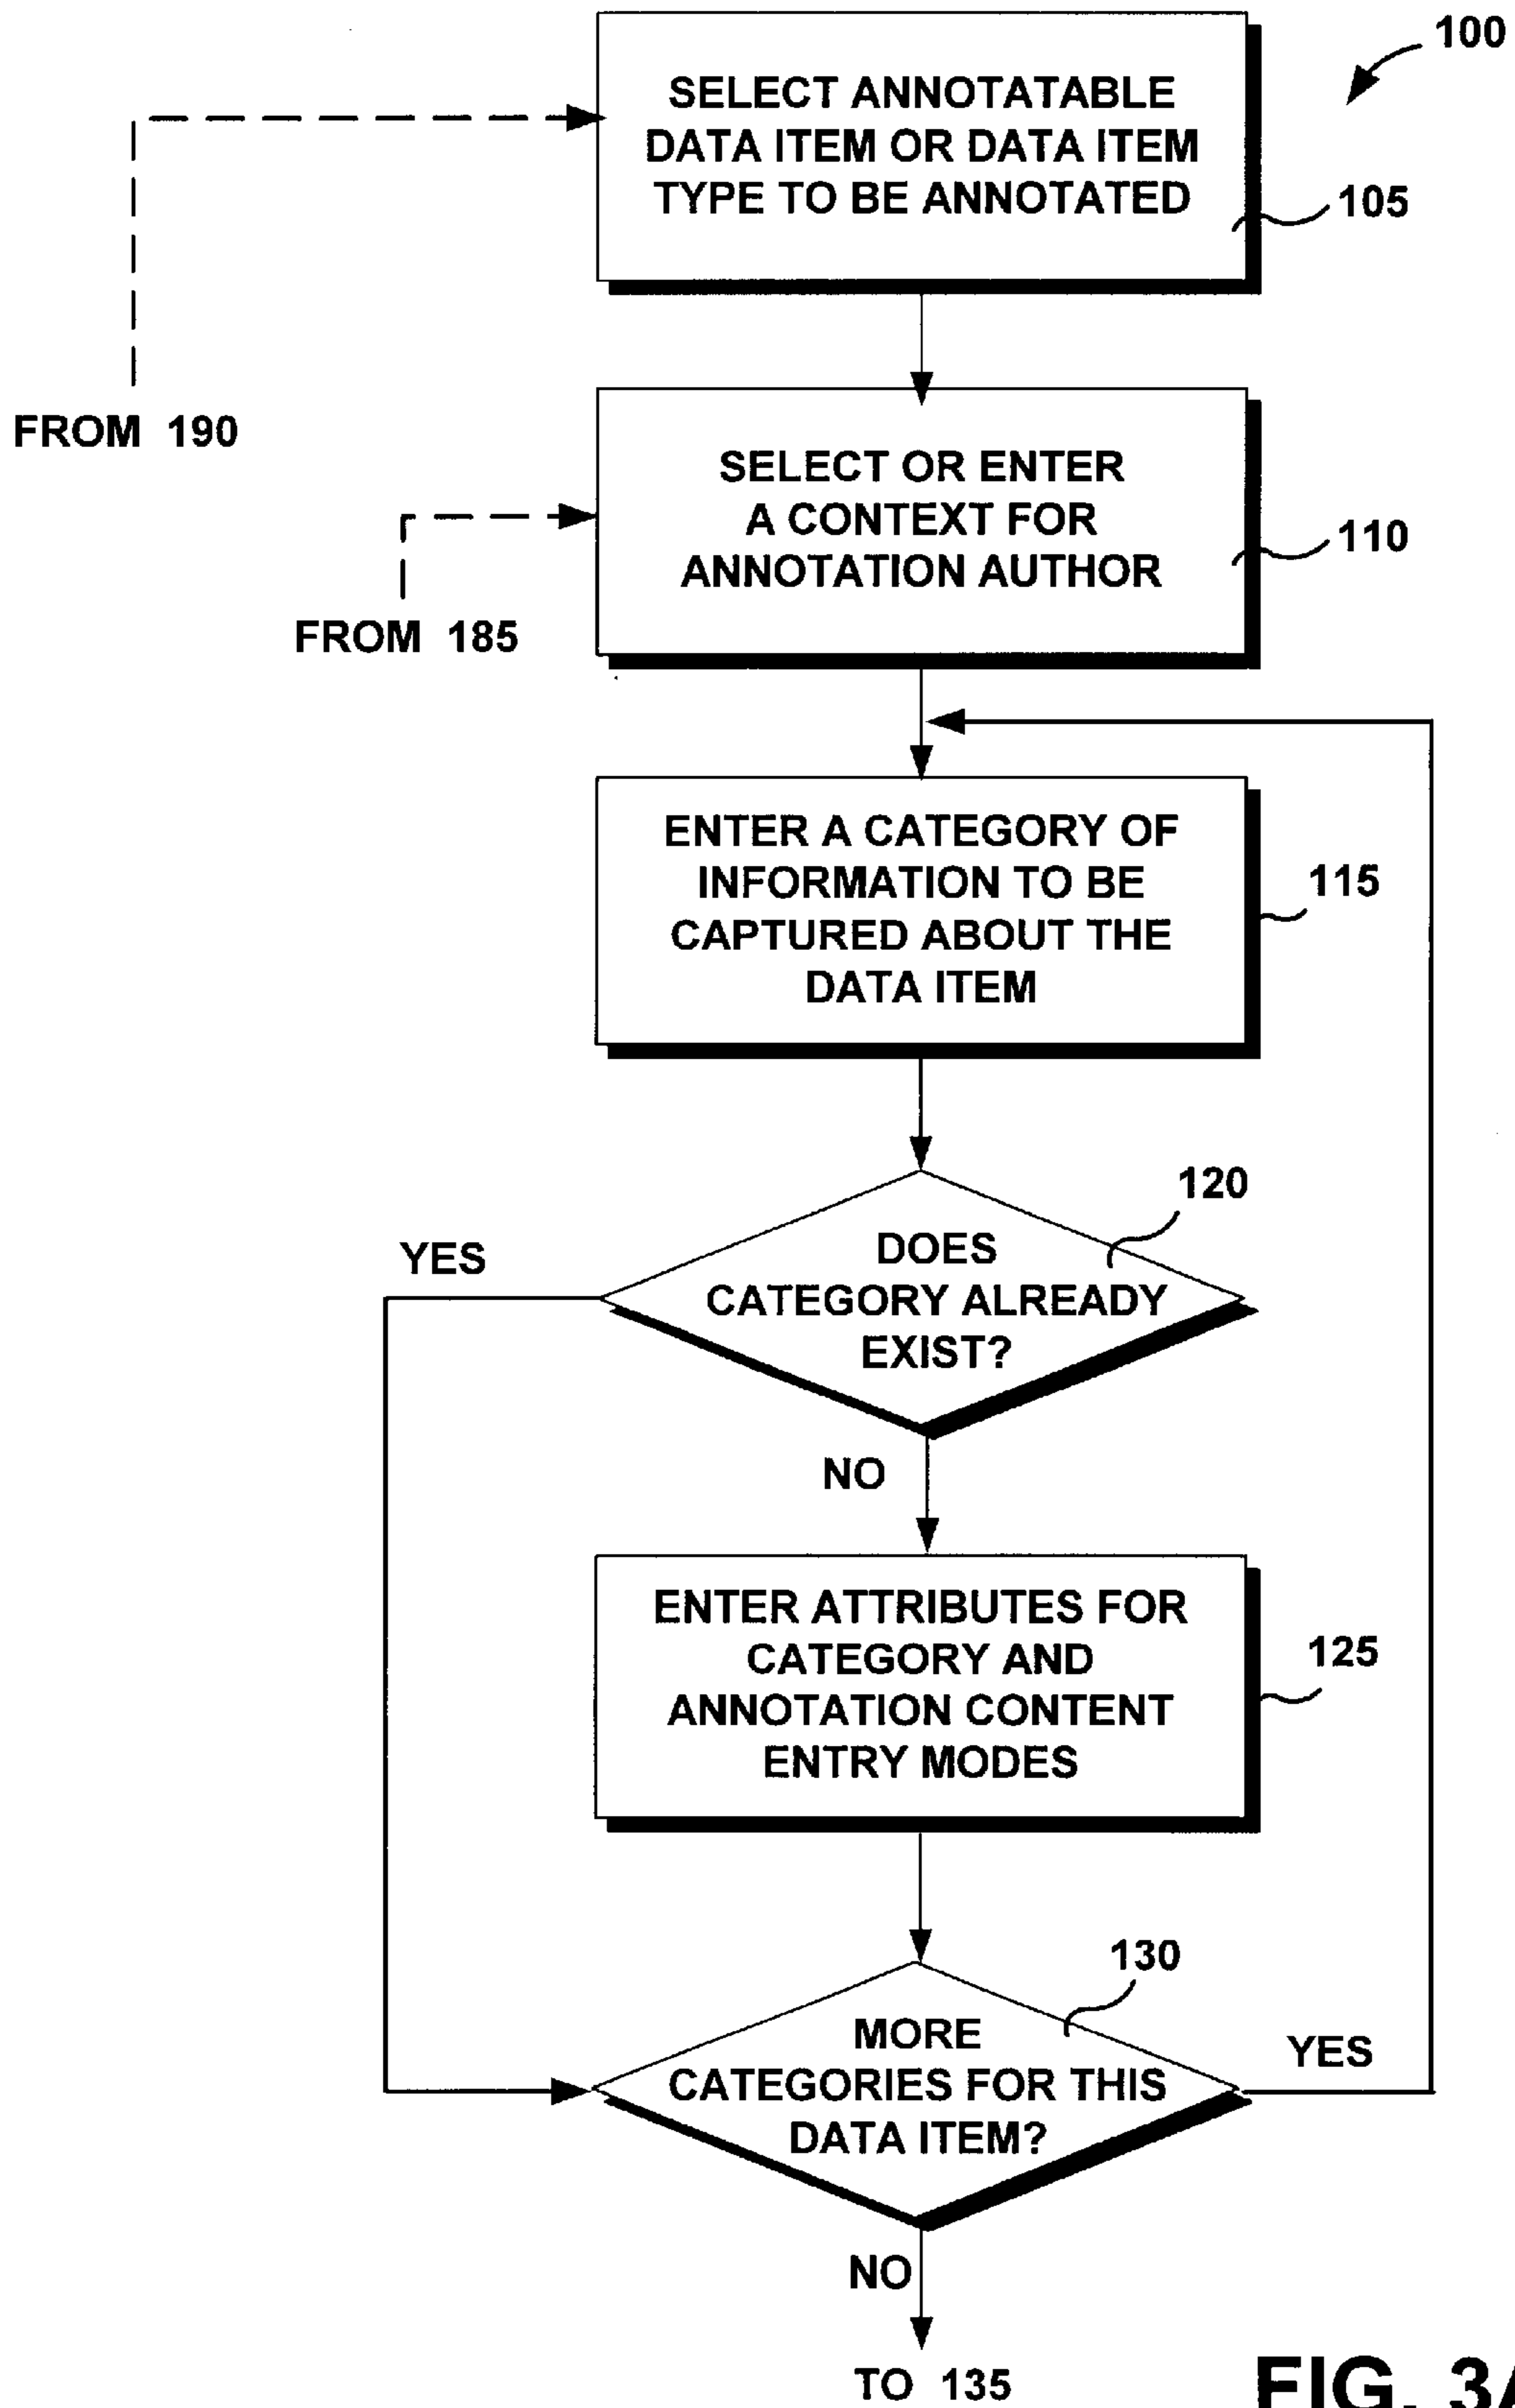 100
SELECT ANNOTATABLE
DATA ITEM OR DATA ITEM
TYPE TO BE ANNOTATED
105
FROM 190
SELECT OR ENTER
A CONTEXT FOR
ANNOTATION AUTHOR
110
FROM 185
ENTER A CATEGORY OF
INFORMATION TO BE
CAPTURED ABOUT THE
DATA ITEM
115
120
YES
DOES
CATEGORY ALREADY
EXIST?
NO
ENTER ATTRIBUTES FOR
CATEGORY AND
ANNOTATION CONTENT
ENTRY MODES
125
130
MORE
CATEGORIES FOR THIS
DATA ITEM?
YES
NO
TO 135
FIG. 3A